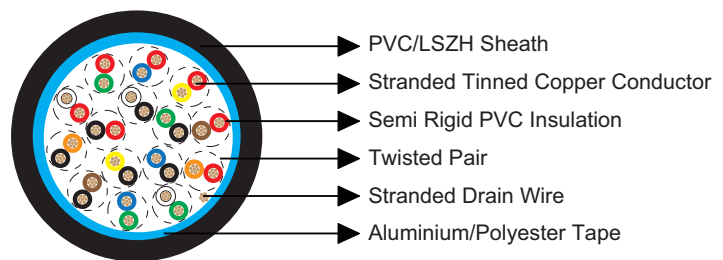 PVC/LSZH Sheath
Stranded Tinned Copper Conductor
Semi Rigid PVC Insulation
Twisted Pair
Stranded Drain Wire
Aluminium/Polyester Tape